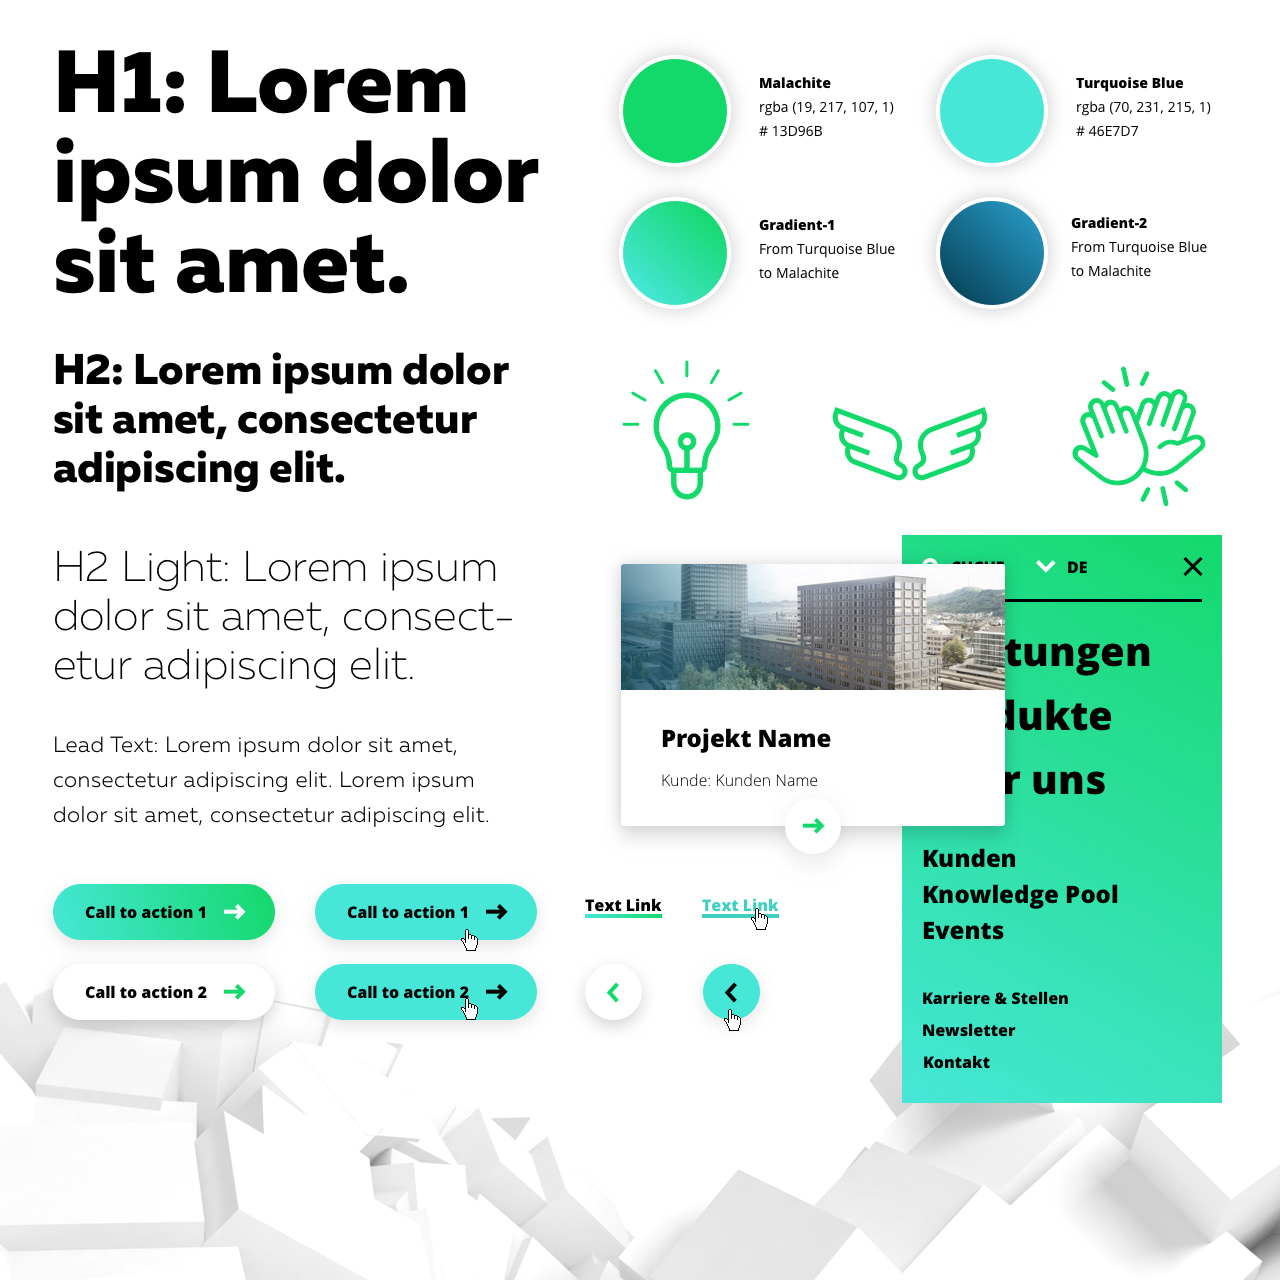 H1: Lorem
ipsum dolor
sit amet.
H2: Lorem ipsum dolor
sit amet, consectetur
adipiscing elit.
H2 Light: Lorem ipsum
dolor sit amet, consect-
etur adipiscing elit.
Lead Text: Lorem ipsum dolor sit amet,
consectetur adipiscing elit. Lorem ipsum
dolor sit amet, consectetur adipiscing elit.
Call to action 1
Call to action 1
Text Link
Text Link
Call to action 2
Call to action 2
Malachite
rgba (19, 217, 107, 1)
# 13D96B
Turquoise Blue
rgba (70, 231, 215, 1)
# 46E7D7
Gradient-1
From Turquoise Blue
to Malachite
Gradient-2
From Turquoise Blue
to Malachite
Projekt Name
Kunde: Kunden Name
DE
tungen
dukte
r uns
Kunden
Knowledge Pool
Events
Karriere & Stellen
Newsletter
Kontakt